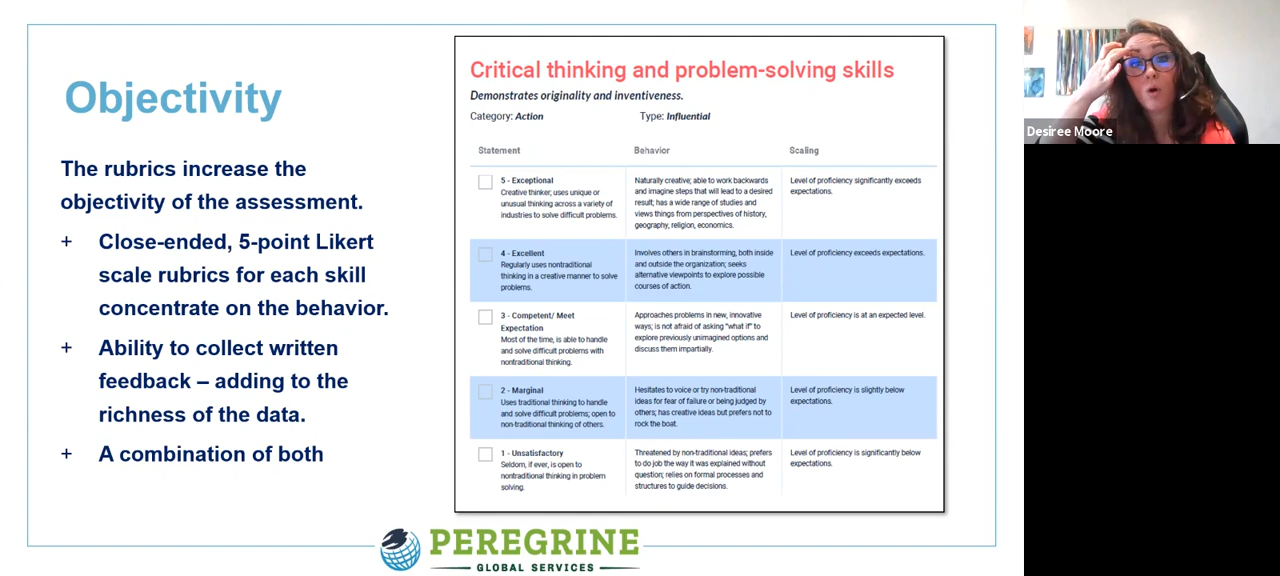 Objectivity
The rubrics increase the
objectivity of the assessment.
+ Close-ended, 5-point Likert
scale rubrics for each skill
concentrate on the behavior.
+ Ability to collect written
feedback – adding to the
richness of the data.
+ A combination of both
Critical thinking and problem-solving skills
Demonstrates originality and inventiveness.
Category: Action Type: Influential
Statement Behavior Scaling
5 - Exceptional
Creative thinker; uses unique or
unusual thinking across a variety of
industries to solve difficult problems.
Naturally creative; able to work backwards
and imagine steps that will lead to a desired
result; has a wide range of studies and
views things from perspectives of history,
geography, religion, economics.
Level of proficiency significantly exceeds
expectations.
4 - Excellent
Regularly uses nontraditional
thinking in a creative manner to solve
problems.
Involves others in brainstorming, both inside
and outside the organization; seeks
alternative viewpoints to explore possible
courses of action.
Level of proficiency exceeds expectations.
3 - Competent/ Meet
Expectation
Most of the time, is able to handle
and solve difficult problems with
nontraditional thinking.
Approaches problems in new, innovative
ways; is not afraid of asking "what if" to
explore previously unimagined options and
discuss them impartially.
Level of proficiency is at an expected level.
2 - Marginal
Uses traditional thinking to handle
and solve difficult problems; open to
non-traditional thinking of others.
Hesitates to voice or try non-traditional
ideas for fear of failure or being judged by
others; has creative ideas but prefers not to
rock the boat.
Level of proficiency is slightly below
expectations.
1 - Unsatisfactory
Seldom, if ever, is open to
nontraditional thinking in problem
solving.
Threatened by non-traditional ideas; prefers
to do job the way it was explained without
question; relies on formal processes and
structures to guide decisions.
Level of proficiency is significantly below
expectations.
PEREGRINE
GLOBAL SERVICES
Desiree Moore